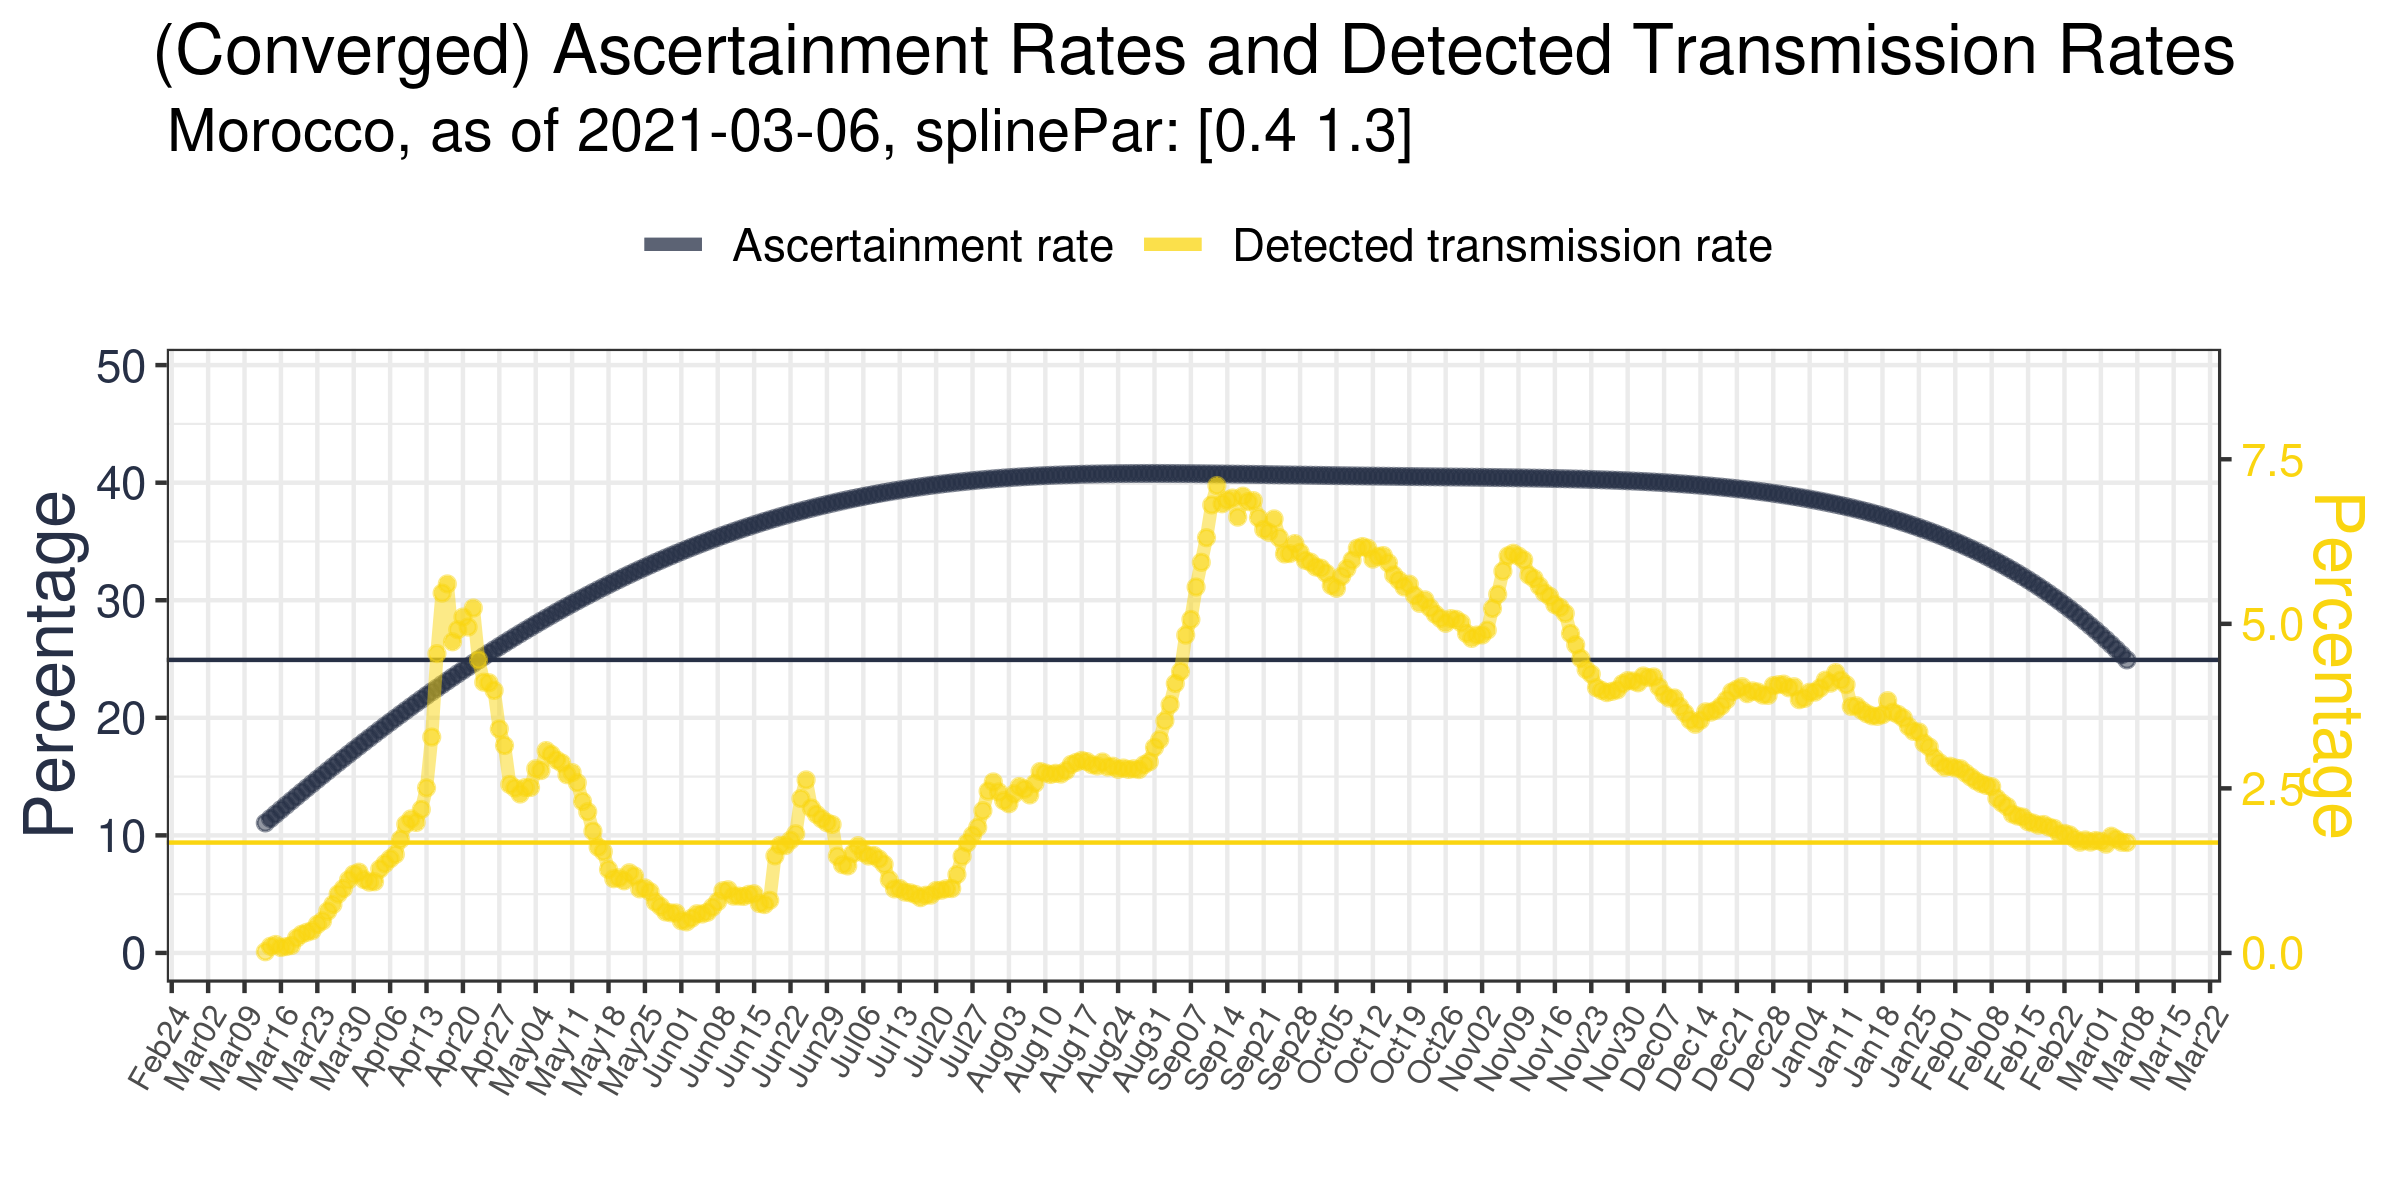 (Converged) Ascertainment Rates and Detected Transmission Rates
Morocco, as of 2021-03-06, splinePar: [0.4 1.3]
Ascertainment rate
Detected transmission rate
Percentage
50
40
30
20
10
0
7.5
5.0
2.5
0.0
Percentage
Feb24
Mar02
Mar09
Mar16
Mar23
Mar30
Apr06
Apr13
Apr20
Apr27
May04
May11
May18
May25
Jun01
Jun08
Jun15
Jun22
Jun29
Jul06
Jul13
Jul20
Jul27
Aug03
Aug10
Aug17
Aug24
Aug31
Sep07
Sep14
Sep21
Sep28
Oct05
Oct12
Oct19
Oct26
Nov02
Nov09
Nov16
Nov23
Nov30
Dec07
Dec14
Dec21
Dec28
Jan04
Jan11
Jan18
Jan25
Feb01
Feb08
Feb15
Feb22
Mar01
Mar08
Mar15
Mar22